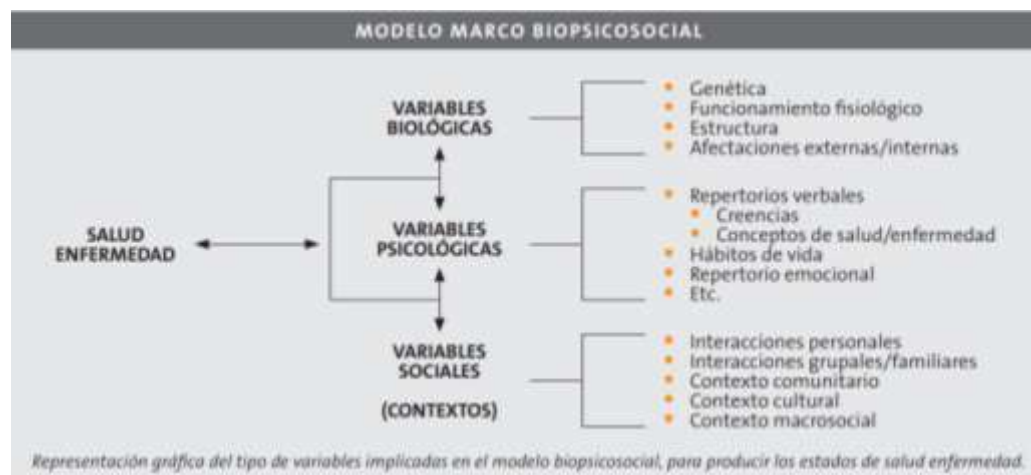 MODELO MARCO BIOPSICOSOCIAL
VARIABLES
BIOLÓGICAS
• Genética
• Funcionamiento fisiológico
• Estructura
• Afectaciones externas/internas
SALUD
ENFERMEDAD
VARIABLES
PSICOLÓGICAS
• Repertorios verbales
• Creencias
• Conceptos de salud/enfermedad
• Hábitos de vida
• Repertorio emocional
• Etc.
VARIABLES
SOCIALES
(CONTEXTOS)
• Interacciones personales
• Interacciones grupales/familiares
• Contexto comunitario
• Contexto cultural
• Contexto macrosocial
Representación gráfica del tipo de variables implicadas en el modelo biopsicosocial, para producir los estados de salud enfermedad.